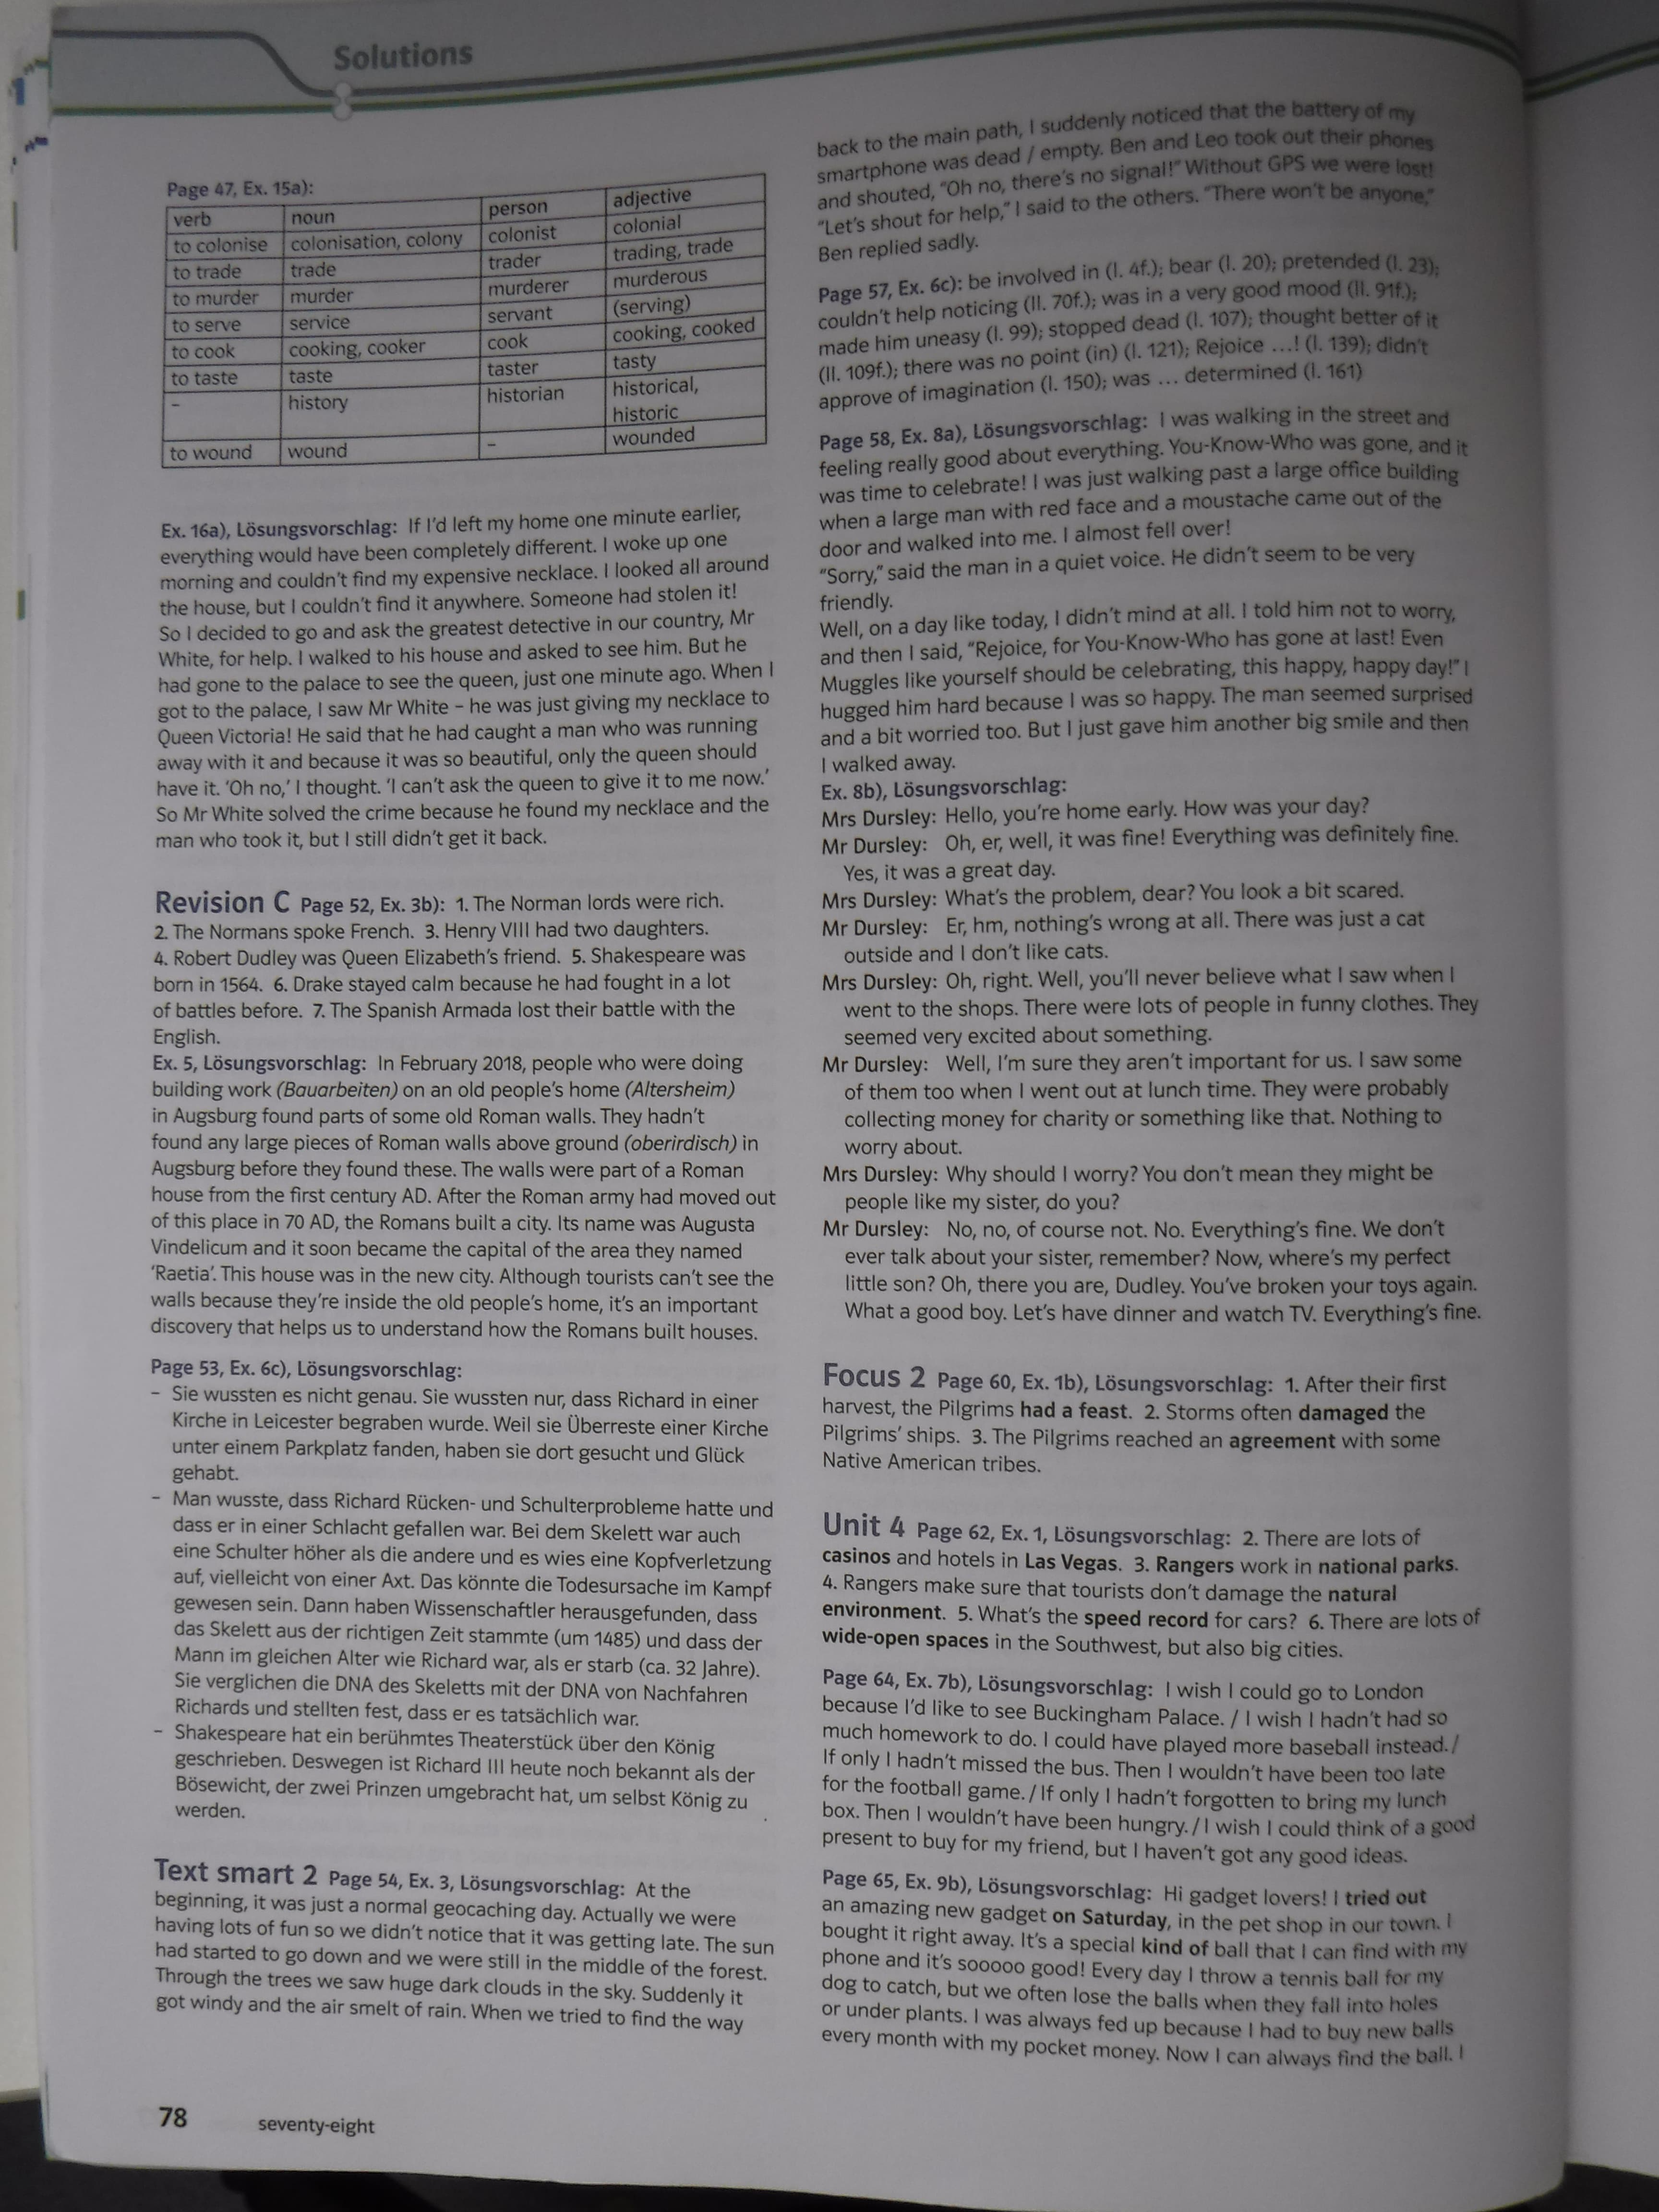 Solutions
Page 47, Ex. 15a):
verb noun person adjective
to colonise colonisation, colony colonist colonial
to trade trade trader trading, trade
to murder murder murderer murderous
to serve service servant (serving)
to cook cooking, cooker cook cooking, cooked
to taste taste taster tasty
– history historian historical,
historic
to wound wound – wounded
Ex. 16a), Lösungsvorschlag: If I’d left my home one minute earlier,
everything would have been completely different. I woke up one
morning and couldn’t find my expensive necklace. I looked all around
the house, but I couldn’t find it anywhere. Someone had stolen it!
So I decided to go and ask the greatest detective in our country, Mr
White, for help. I walked to his house and asked to see him. But he
had gone to the palace to see the queen, just one minute ago. When I
got to the palace, I saw Mr White – he was just giving my necklace to
Queen Victoria! He said that he had caught a man who was running
away with it and because it was so beautiful, only the queen should
have it. ‘Oh no,’ I thought. ‘I can’t ask the queen to give it to me now.’
So Mr White solved the crime because he found my necklace and the
man who took it, but I still didn’t get it back.
Revision C Page 52, Ex. 3b): 1. The Norman lords were rich.
2. The Normans spoke French. 3. Henry VIII had two daughters.
4. Robert Dudley was Queen Elizabeth’s friend. 5. Shakespeare was
born in 1564. 6. Drake stayed calm because he had fought in a lot
of battles before. 7. The Spanish Armada lost their battle with the
English.
Ex. 5, Lösungsvorschlag: In February 2018, people who were doing
building work (Bauarbeiten) on an old people’s home (Altersheim)
in Augsburg found parts of some old Roman walls. They hadn’t
found any large pieces of Roman walls above ground (oberirdisch) in
Augsburg before they found these. The walls were part of a Roman
house from the first century AD. After the Roman army had moved out
of this place in 70 AD, the Romans built a city. Its name was Augusta
Vindelicum and it soon became the capital of the area they named
‘Raetia’. This house was in the new city. Although tourists can’t see the
walls because they’re inside the old people’s home, it’s an important
discovery that helps us to understand how the Romans built houses.
Page 53, Ex. 6c), Lösungsvorschlag:
– Sie wussten es nicht genau. Sie wussten nur, dass Richard in einer
Kirche in Leicester begraben wurde. Weil sie Überreste einer Kirche
unter einem Parkplatz fanden, haben sie dort gesucht und Glück
gehabt.
– Man wusste, dass Richard Rücken- und Schulterprobleme hatte und
dass er in einer Schlacht gefallen war. Bei dem Skelett war auch
eine Schulter höher als die andere und es wies eine Kopfverletzung
auf, vielleicht von einer Axt. Das könnte die Todesursache im Kampf
gewesen sein. Dann haben Wissenschaftler herausgefunden, dass
das Skelett aus der richtigen Zeit stammte (um 1485) und dass der
Mann im gleichen Alter wie Richard war, als er starb (ca. 32 Jahre).
Sie verglichen die DNA des Skeletts mit der DNA von Nachfahren
Richards und stellten fest, dass er es tatsächlich war.
– Shakespeare hat ein berühmtes Theaterstück über den König
geschrieben. Deswegen ist Richard III heute noch bekannt als der
Bösewicht, der zwei Prinzen umgebracht hat, um selbst König zu
werden.
Text smart 2 Page 54, Ex. 3, Lösungsvorschlag: At the
beginning, it was just a normal geocaching day. Actually we were
having lots of fun so we didn’t notice that it was getting late. The sun
had started to go down and we were still in the middle of the forest.
Through the trees we saw huge dark clouds in the sky. Suddenly it
got windy and the air smelt of rain. When we tried to find the way
back to the main path, I suddenly noticed that the battery of my
smartphone was dead / empty. Ben and Leo took out their phones
and shouted, “Oh no, there’s no signal!” Without GPS we were lost!
“Let’s shout for help,” I said to the others. “There won’t be anyone,”
Ben replied sadly.
Page 57, Ex. 6c): be involved in (l. 4f.); bear (l. 20); pretended (l. 23);
couldn’t help noticing (ll. 70f.); was in a very good mood (ll. 91f.);
made him uneasy (l. 99); stopped dead (l. 107); thought better of it
(ll. 109f.); there was no point (in) (l. 121); Rejoice …! (l. 139); didn’t
approve of imagination (l. 150); was … determined (l. 161)
Page 58, Ex. 8a), Lösungsvorschlag: I was walking in the street and
feeling really good about everything. You-Know-Who was gone, and it
was time to celebrate! I was just walking past a large office building
when a large man with red face and a moustache came out of the
door and walked into me. I almost fell over!
“Sorry,” said the man in a quiet voice. He didn’t seem to be very
friendly.
Well, on a day like today, I didn’t mind at all. I told him not to worry,
and then I said, “Rejoice, for You-Know-Who has gone at last! Even
Muggles like yourself should be celebrating, this happy, happy day!” I
hugged him hard because I was so happy. The man seemed surprised
and a bit worried too. But I just gave him another big smile and then
I walked away.
Ex. 8b), Lösungsvorschlag:
Mrs Dursley: Hello, you’re home early. How was your day?
Mr Dursley: Oh, er, well, it was fine! Everything was definitely fine.
Yes, it was a great day.
Mrs Dursley: What’s the problem, dear? You look a bit scared.
Mr Dursley: Er, hm, nothing’s wrong at all. There was just a cat
outside and I don’t like cats.
Mrs Dursley: Oh, right. Well, you’ll never believe what I saw when I
went to the shops. There were lots of people in funny clothes. They
seemed very excited about something.
Mr Dursley: Well, I’m sure they aren’t important for us. I saw some
of them too when I went out at lunch time. They were probably
collecting money for charity or something like that. Nothing to
worry about.
Mrs Dursley: Why should I worry? You don’t mean they might be
people like my sister, do you?
Mr Dursley: No, no, of course not. No. Everything’s fine. We don’t
ever talk about your sister, remember? Now, where’s my perfect
little son? Oh, there you are, Dudley. You’ve broken your toys again.
What a good boy. Let’s have dinner and watch TV. Everything’s fine.
Focus 2 Page 60, Ex. 1b), Lösungsvorschlag: 1. After their first
harvest, the Pilgrims had a feast. 2. Storms often damaged the
Pilgrims’ ships. 3. The Pilgrims reached an agreement with some
Native American tribes.
Unit 4 Page 62, Ex. 1, Lösungsvorschlag: 2. There are lots of
casinos and hotels in Las Vegas. 3. Rangers work in national parks.
4. Rangers make sure that tourists don’t damage the natural
environment. 5. What’s the speed record for cars? 6. There are lots of
wide-open spaces in the Southwest, but also big cities.
Page 64, Ex. 7b), Lösungsvorschlag: I wish I could go to London
because I’d like to see Buckingham Palace. / I wish I hadn’t had so
much homework to do. I could have played more baseball instead. /
If only I hadn’t missed the bus. Then I wouldn’t have been too late
for the football game. / If only I hadn’t forgotten to bring my lunch
box. Then I wouldn’t have been hungry. / I wish I could think of a good
present to buy for my friend, but I haven’t got any good ideas.
Page 65, Ex. 9b), Lösungsvorschlag: Hi gadget lovers! I tried out
an amazing new gadget on Saturday, in the pet shop in our town. I
bought it right away. It’s a special kind of ball that I can find with my
phone and it’s sooooo good! Every day I throw a tennis ball for my
dog to catch, but we often lose the balls when they fall into holes
or under plants. I was always fed up because I had to buy new balls
every month with my pocket money. Now I can always find the ball. I
78 seventy-eight